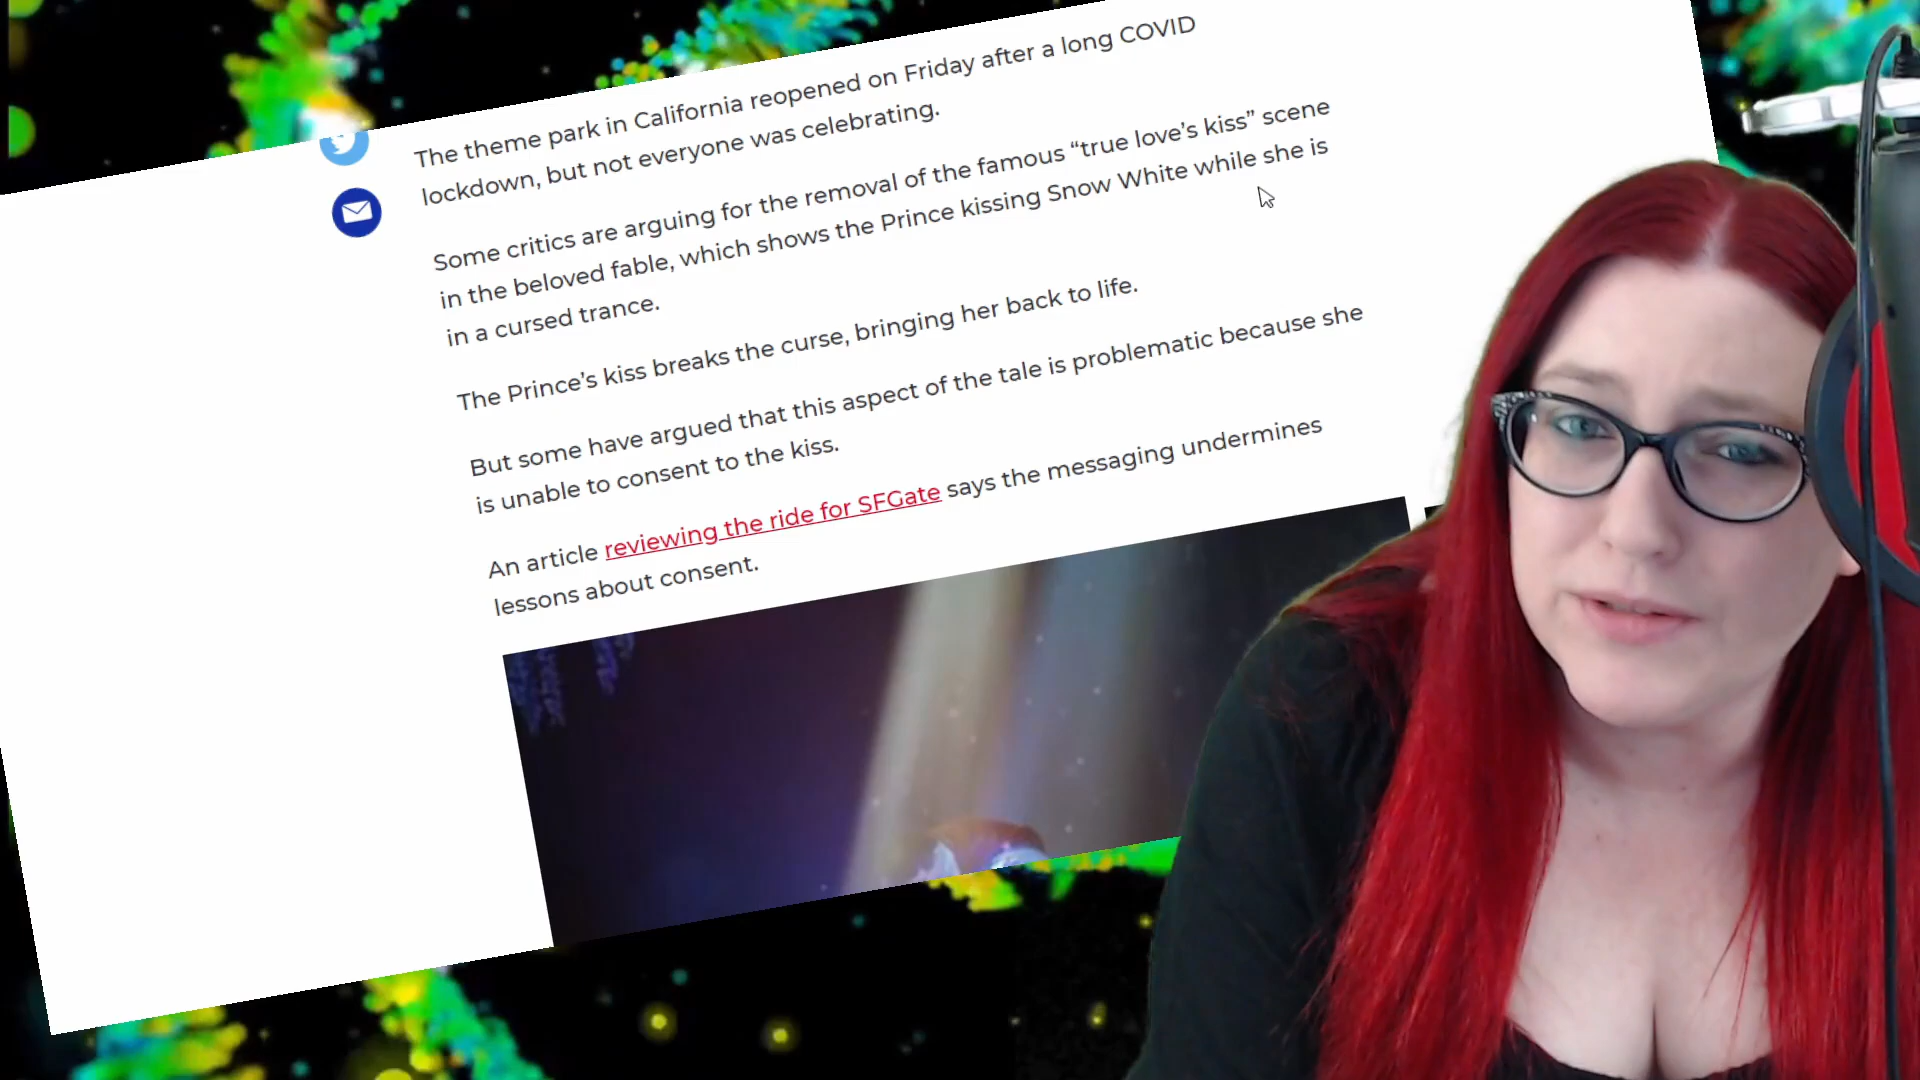 The theme park in California reopened on Friday after a long COVID
lockdown, but not everyone was celebrating.
Some critics are arguing for the removal of the famous “true love’s kiss” scene
in the beloved fable, which shows the Prince kissing Snow White while she is
in a cursed trance.
The Prince’s kiss breaks the curse, bringing her back to life.
But some have argued that this aspect of the tale is problematic because she
is unable to consent to the kiss.
An article reviewing the ride for SFGate says the messaging undermines
lessons about consent.